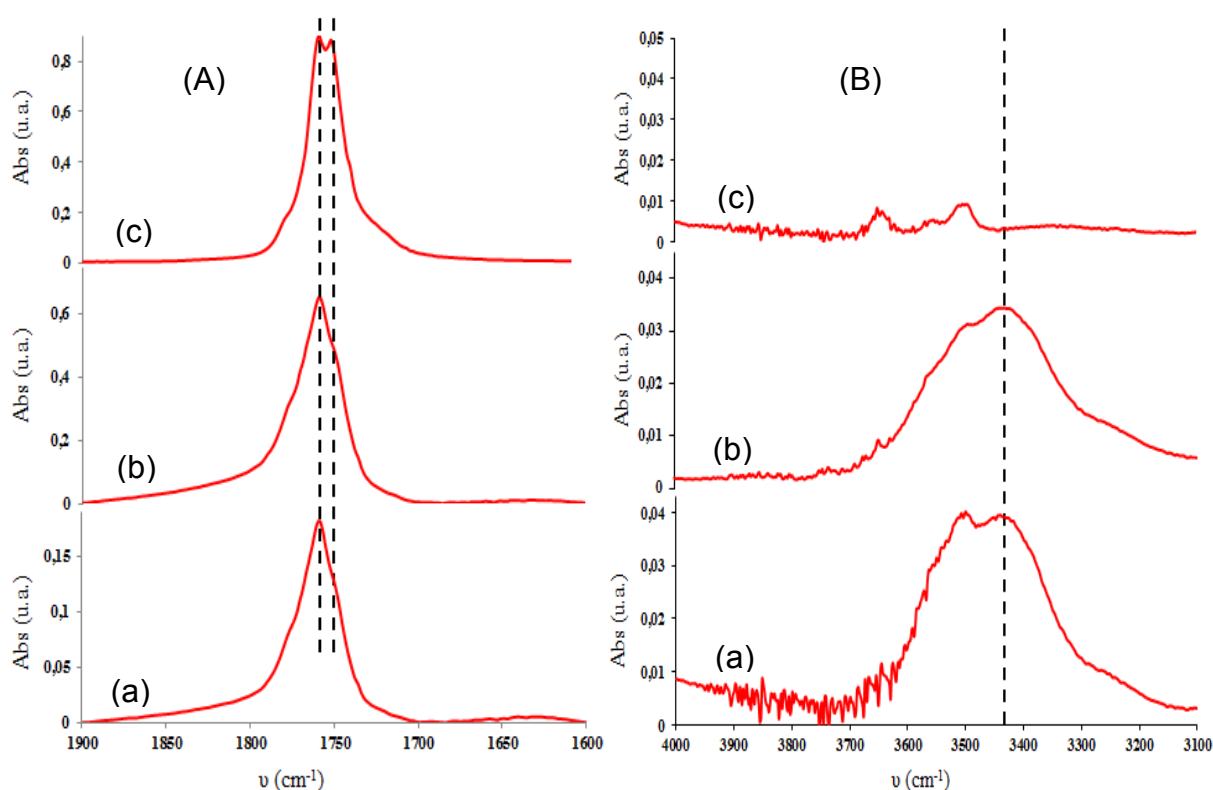 (A)
Abs (u.a.)
0,8
0,6
0,4
0,2
0
(c)
Abs (u.a.)
0,6
0,4
0,2
0
(b)
Abs (u.a.)
0,15
0,1
0,05
0
(a)
1900 1800 1700 1600
υ (cm-1)
(B)
Abs (u.a.)
0,05
0,04
0,03
0,02
0,01
0
(c)
Abs (u.a.)
0,04
0,03
0,02
0,01
0
(b)
Abs (u.a.)
0,04
0,03
0,02
0,01
0
(a)
4000 3900 3800 3700 3600 3500 3400 3300 3200 3100
υ (cm-1)